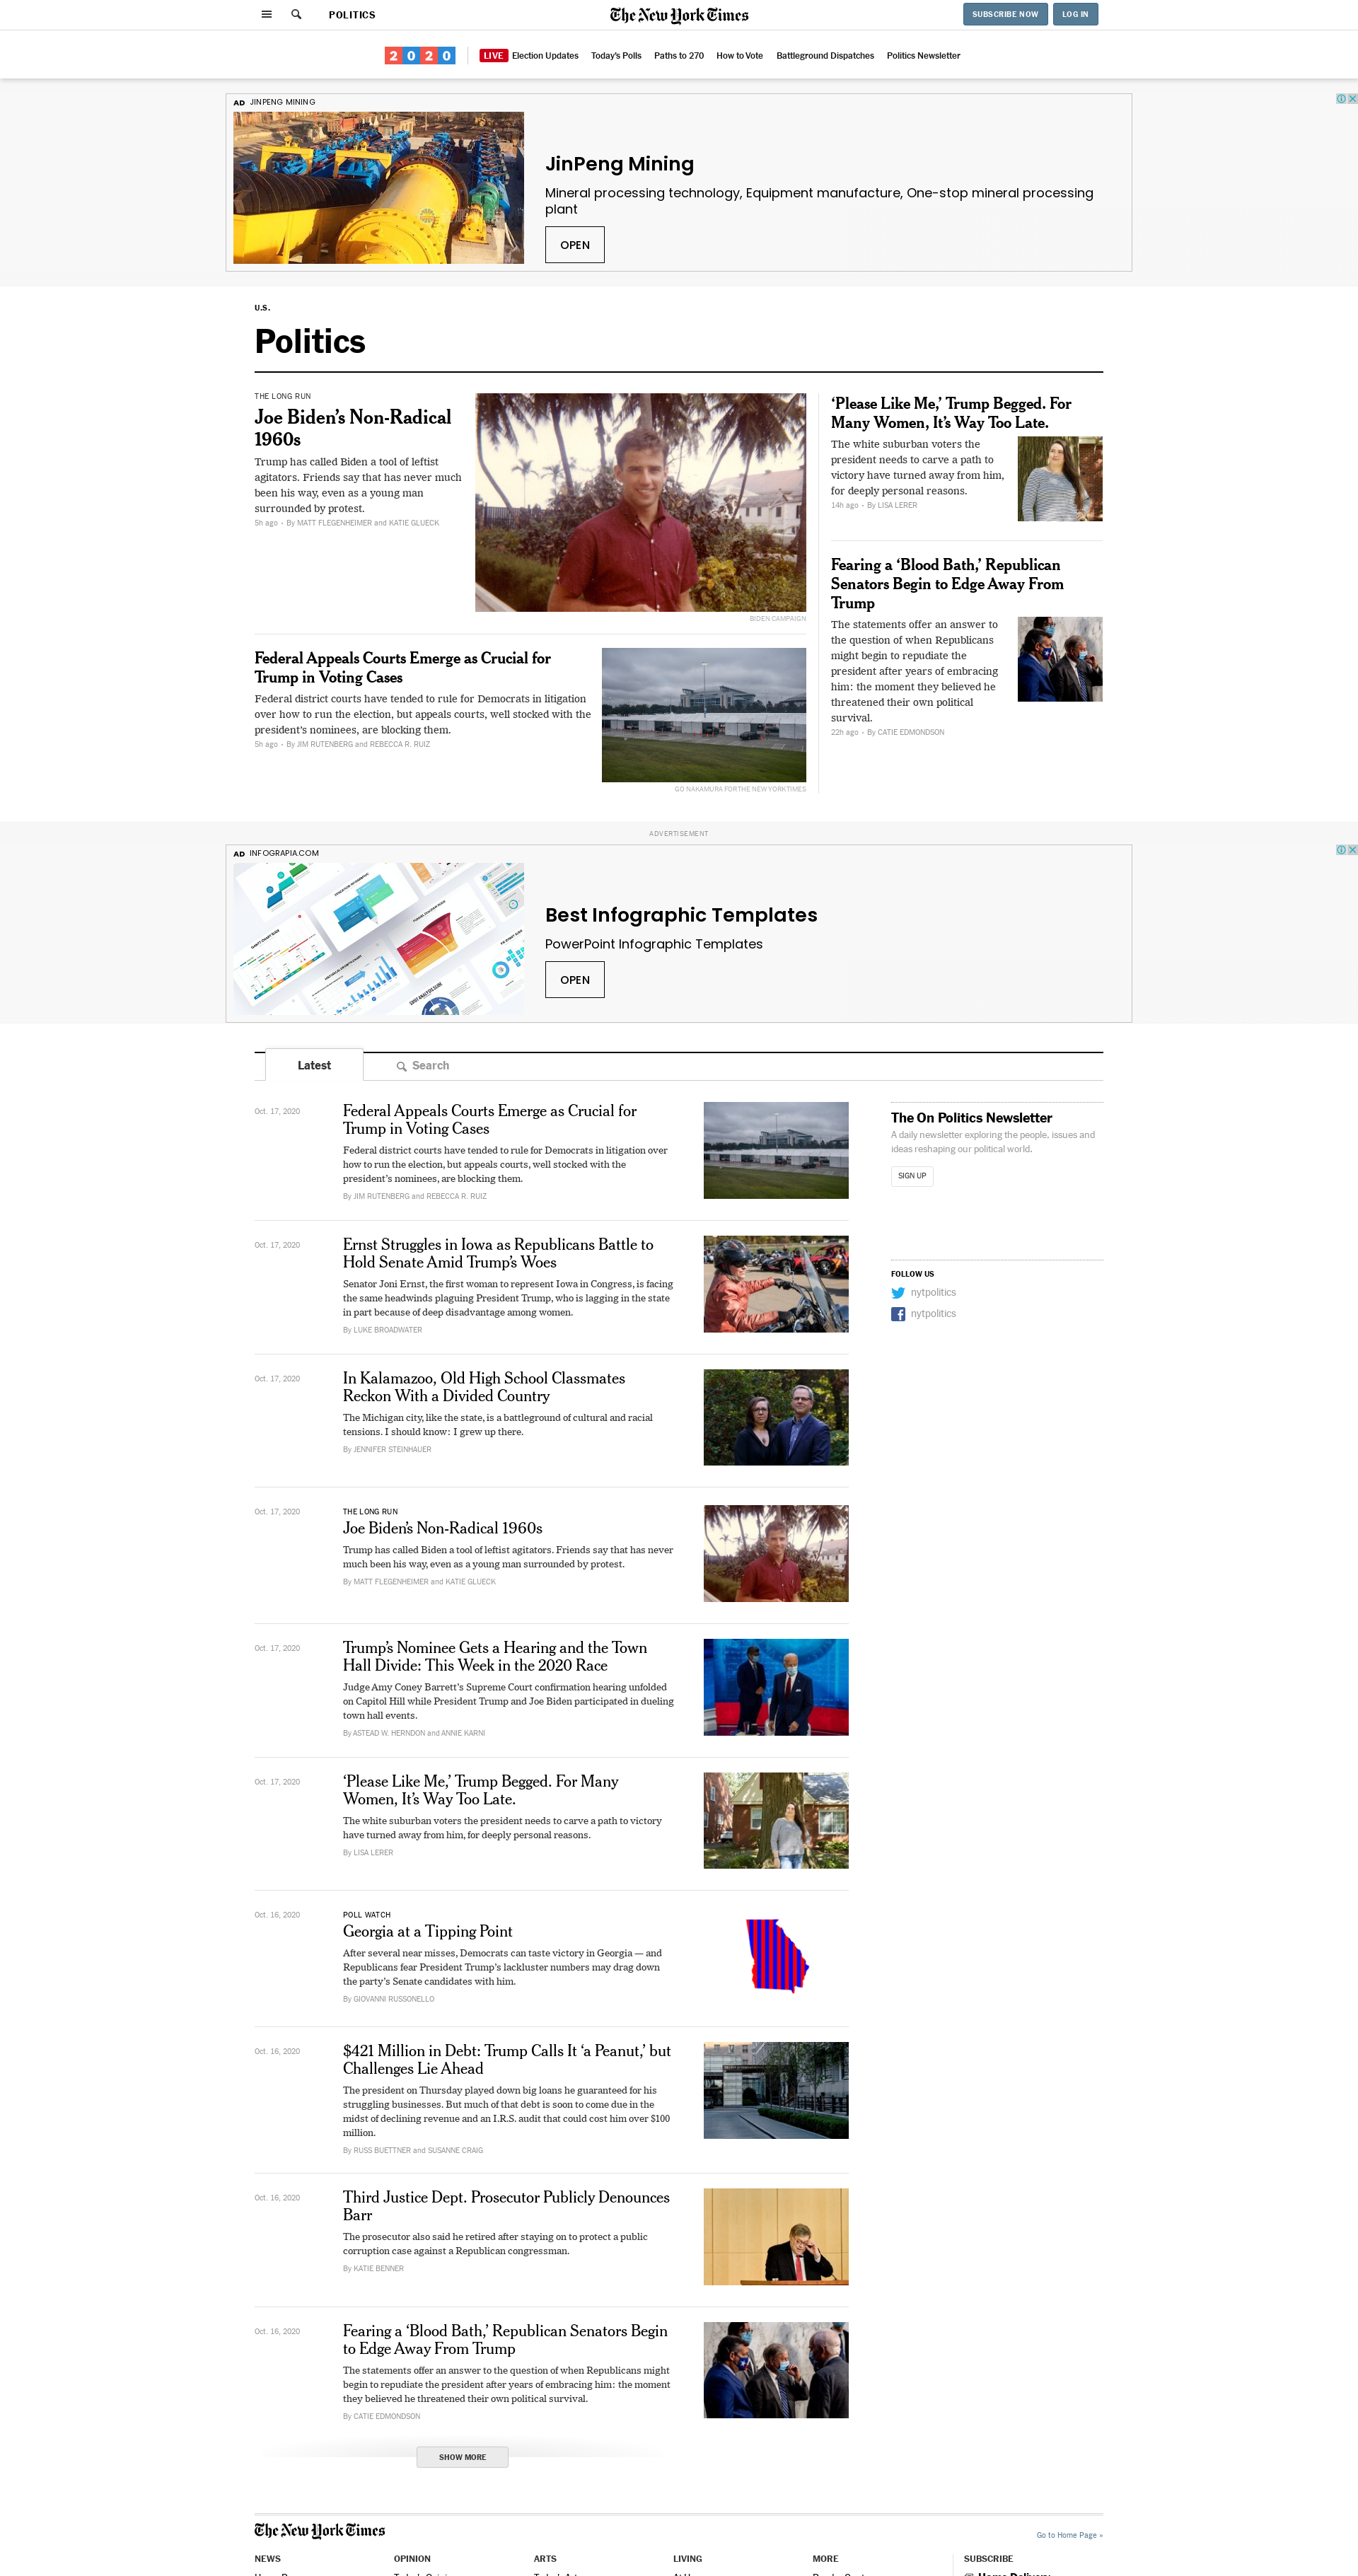 POLITICS
The New York Times
SUBSCRIBE NOW
LOG IN
2020
LIVE Election Updates
Today's Polls
Paths to 270
How to Vote
Battleground Dispatches
Politics Newsletter
AD JINPENG MINING
JinPeng Mining
Mineral processing technology, Equipment manufacture, One-stop mineral processing
plant
OPEN
U.S.
Politics
THE LONG RUN
Joe Biden's Non-Radical
1960s
Trump has called Biden a tool of leftist
agitators. Friends say that has never much
been his way, even as a young man
surrounded by protest.
5h ago • By MATT FLEGENHEIMER and KATIE GLUECK
BIDEN CAMPAIGN
Federal Appeals Courts Emerge as Crucial for
Trump in Voting Cases
Federal district courts have tended to rule for Democrats in litigation
over how to run the election, but appeals courts, well stocked with the
president's nominees, are blocking them.
5h ago • By JIM RUTENBERG and REBECCA R. RUIZ
GO NAKAMURA FOR THE NEW YORK TIMES
‘Please Like Me,’ Trump Begged. For
Many Women, It's Way Too Late.
The white suburban voters the
president needs to carve a path to
victory have turned away from him,
for deeply personal reasons.
14h ago • By LISA LERER
Fearing a ‘Blood Bath,’ Republican
Senators Begin to Edge Away From
Trump
The statements offer an answer to
the question of when Republicans
might begin to repudiate the
president after years of embracing
him: the moment they believed he
threatened their own political
survival.
22h ago • By CATIE EDMONDSON
ADVERTISEMENT
AD INFOGRAPIA.COM
Best Infographic Templates
PowerPoint Infographic Templates
OPEN
Latest
Search
Oct. 17, 2020
Federal Appeals Courts Emerge as Crucial for
Trump in Voting Cases
Federal district courts have tended to rule for Democrats in litigation over
how to run the election, but appeals courts, well stocked with the
president's nominees, are blocking them.
By JIM RUTENBERG and REBECCA R. RUIZ
Oct. 17, 2020
Ernst Struggles in Iowa as Republicans Battle to
Hold Senate Amid Trump's Woes
Senator Joni Ernst, the first woman to represent Iowa in Congress, is facing
the same headwinds plaguing President Trump, who is lagging in the state
in part because of deep disadvantage among women.
By LUKE BROADWATER
Oct. 17, 2020
In Kalamazoo, Old High School Classmates
Reckon With a Divided Country
The Michigan city, like the state, is a battleground of cultural and racial
tensions. I should know: I grew up there.
By JENNIFER STEINHAUER
Oct. 17, 2020
THE LONG RUN
Joe Biden's Non-Radical 1960s
Trump has called Biden a tool of leftist agitators. Friends say that has never
much been his way, even as a young man surrounded by protest.
By MATT FLEGENHEIMER and KATIE GLUECK
Oct. 17, 2020
Trump's Nominee Gets a Hearing and the Town
Hall Divide: This Week in the 2020 Race
Judge Amy Coney Barrett's Supreme Court confirmation hearing unfolded
on Capitol Hill while President Trump and Joe Biden participated in dueling
town hall events.
By ASTEAD W. HERNDON and ANNIE KARNI
Oct. 17, 2020
‘Please Like Me,’ Trump Begged. For Many
Women, It's Way Too Late.
The white suburban voters the president needs to carve a path to victory
have turned away from him, for deeply personal reasons.
By LISA LERER
Oct. 16, 2020
POLL WATCH
Georgia at a Tipping Point
After several near misses, Democrats can taste victory in Georgia — and
Republicans fear President Trump's lackluster numbers may drag down
the party's Senate candidates with him.
By GIOVANNI RUSSONELLO
Oct. 16, 2020
$421 Million in Debt: Trump Calls It ‘a Peanut,’ but
Challenges Lie Ahead
The president on Thursday played down big loans he guaranteed for his
struggling businesses. But much of that debt is soon to come due in the
midst of declining revenue and an I.R.S. audit that could cost him over $100
million.
By RUSS BUETTNER and SUSANNE CRAIG
Oct. 16, 2020
Third Justice Dept. Prosecutor Publicly Denounces
Barr
The prosecutor also said he retired after staying on to protect a public
corruption case against a Republican congressman.
By KATIE BENNER
Oct. 16, 2020
Fearing a ‘Blood Bath,’ Republican Senators Begin
to Edge Away From Trump
The statements offer an answer to the question of when Republicans might
begin to repudiate the president after years of embracing him: the moment
they believed he threatened their own political survival.
By CATIE EDMONDSON
SHOW MORE
The On Politics Newsletter
A daily newsletter exploring the people, issues and
ideas reshaping our political world.
SIGN UP
FOLLOW US
nytpolitics
nytpolitics
The New York Times
Go to Home Page »
NEWS
OPINION
ARTS
LIVING
MORE
SUBSCRIBE